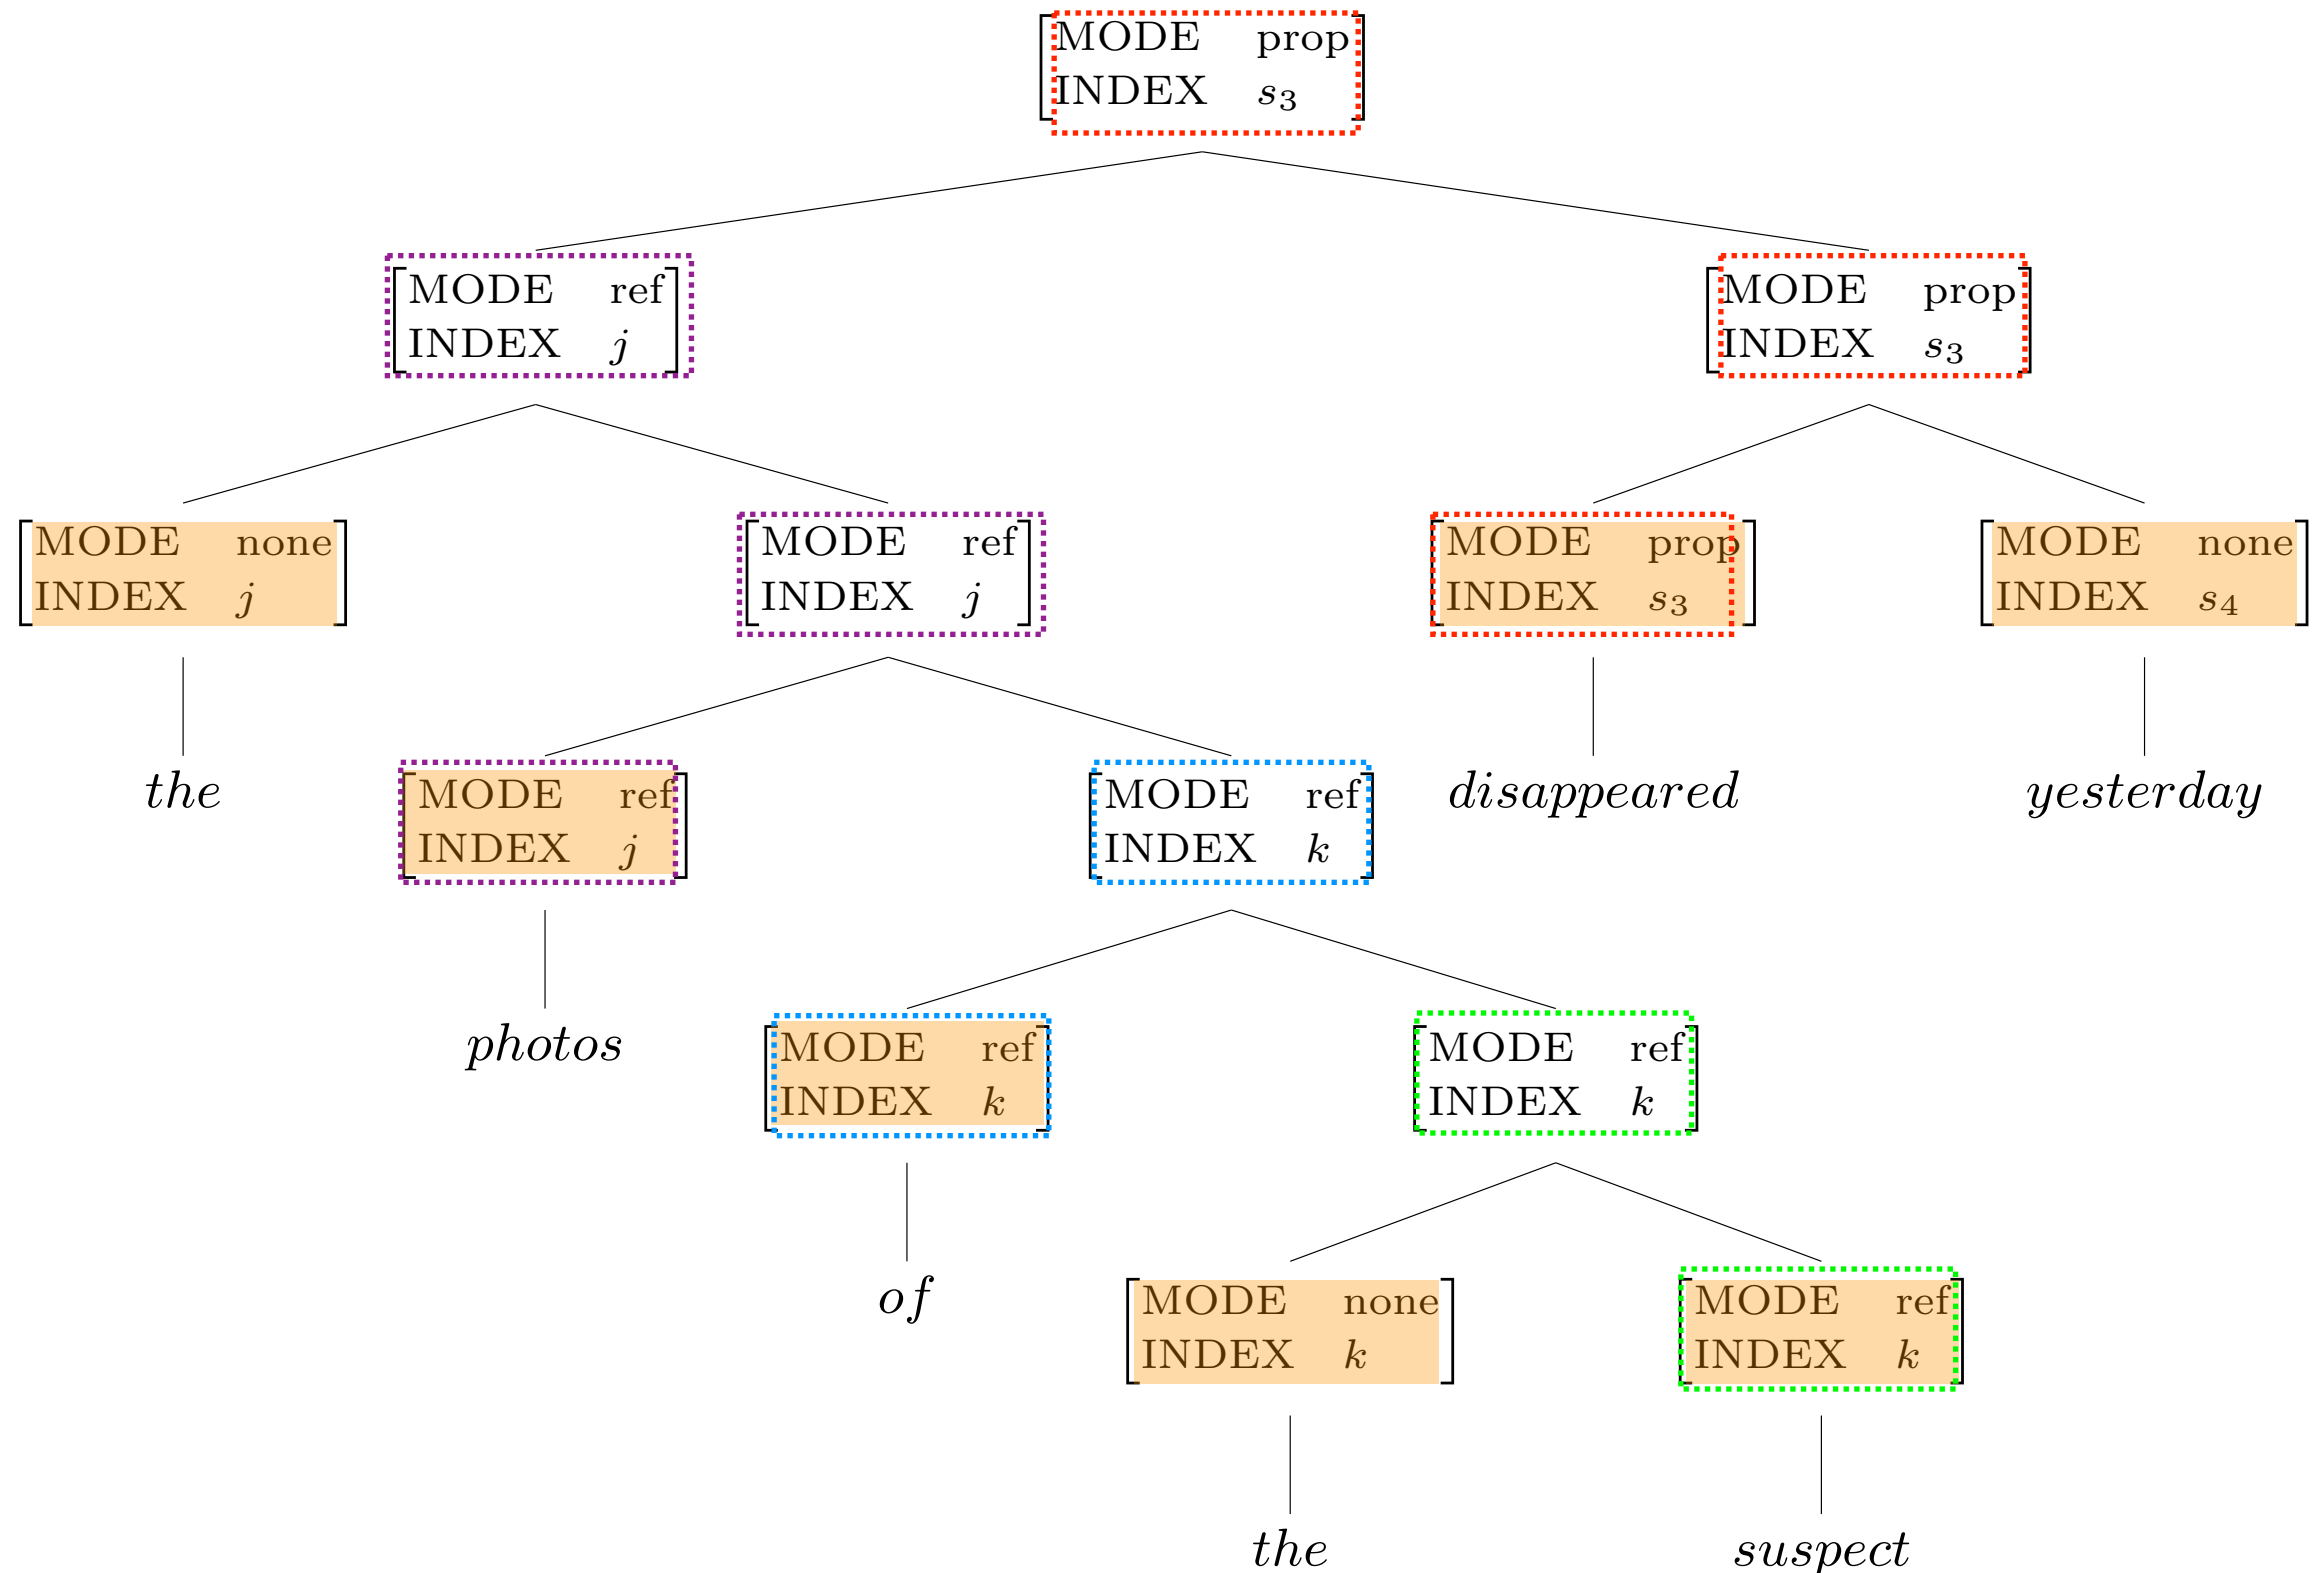 MODE prop
INDEX s₃
MODE ref
INDEX j
MODE prop
INDEX s₃
MODE none
INDEX j
MODE ref
INDEX j
MODE prop
INDEX s₃
MODE none
INDEX s₄
the
MODE ref
INDEX j
MODE ref
INDEX k
disappeared
yesterday
photos
MODE ref
INDEX k
MODE ref
INDEX k
of
MODE none
INDEX k
MODE ref
INDEX k
the
suspect